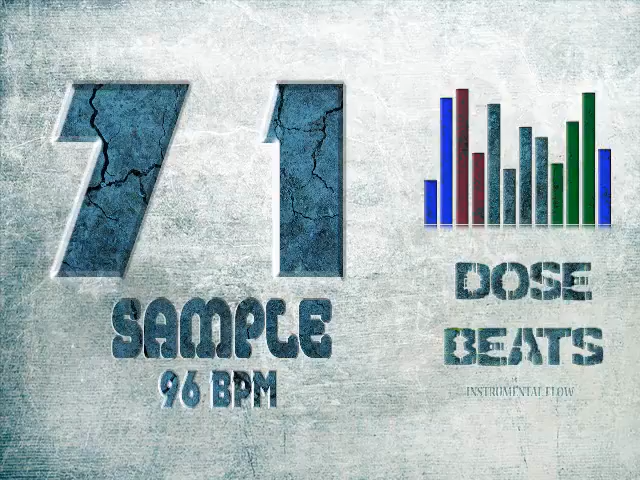 71
SAMPLE
96 BPM
DOSE
BEATS
INSTRUMENTAL FLOW